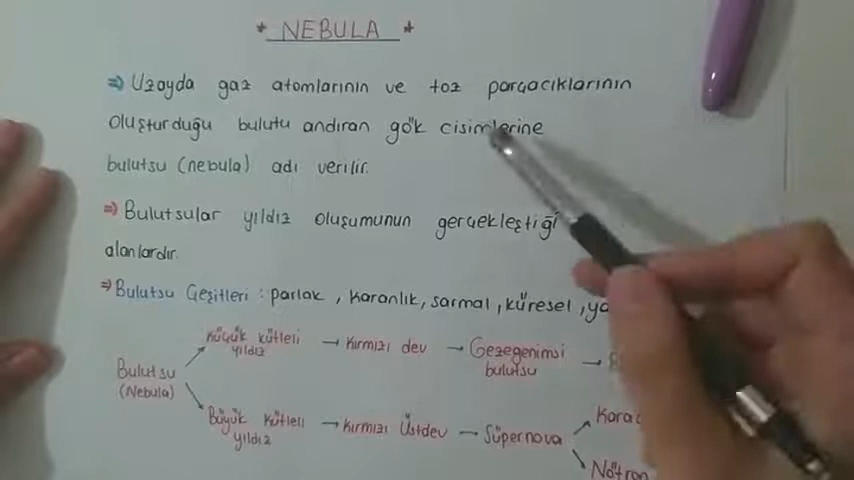 * NEBULA *
⇒ Uzayda gaz atomlarının ve toz parçacıklarının
oluşturduğu bulutu andıran gök cisimlerine
bulutsu (nebula) adı verilir.
⇒ Bulutsular yıldız oluşumunun gerçekleştiği
alanlardır.
⇒ Bulutsu Çeşitleri : parlak , karanlık, sarmal , küresel ,
Küçük kütleli → Kırmızı dev → Gezegenimsi →
yıldız
bulutsu
Bulutsu
(Nebula)
Büyük Kütleli → Kırmızı Üstdev → Süpernova
yıldız
Nötron